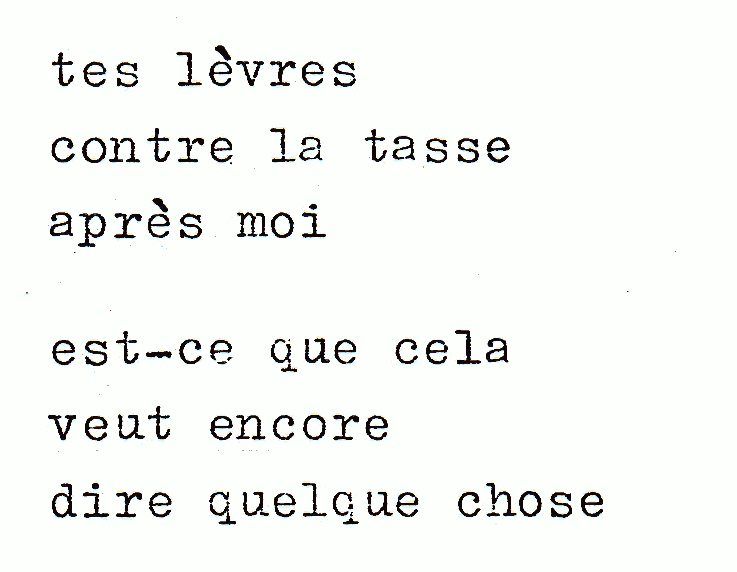 tes lèvres
contre la tasse
après moi
est-ce que cela
veut encore
dire quelque chose